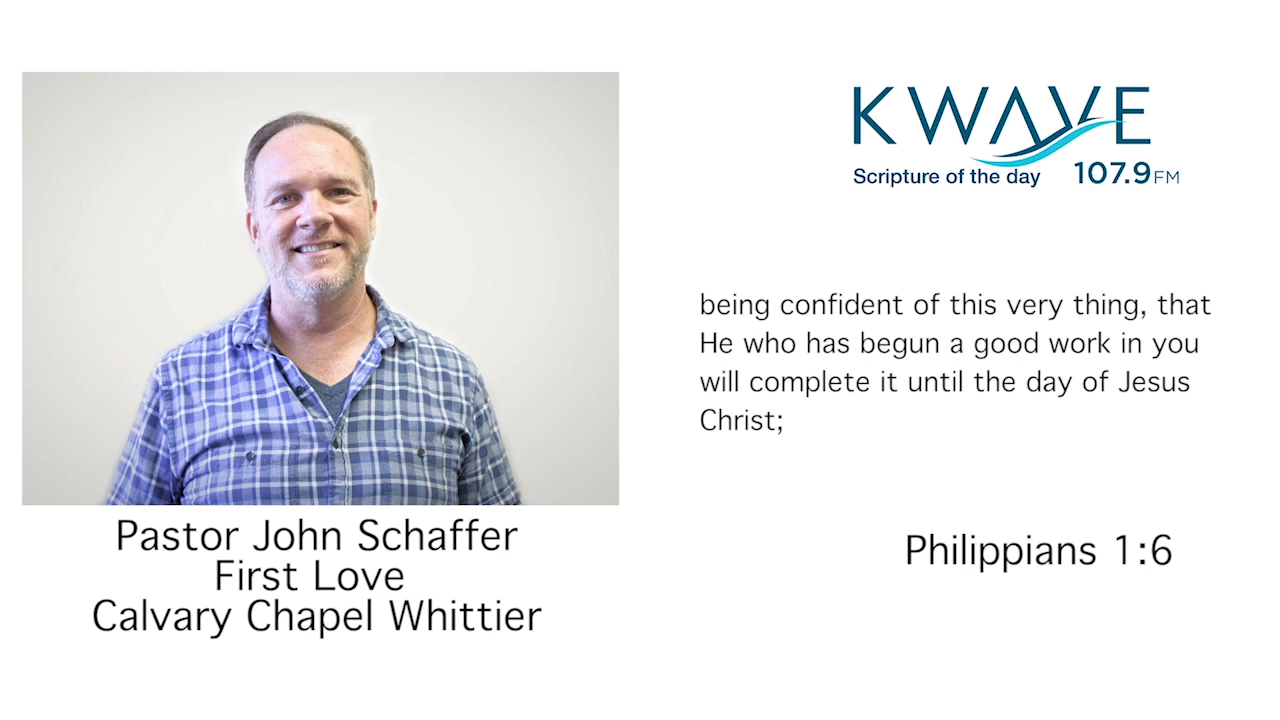 KWAVE
Scripture of the day 107.9 FM
being confident of this very thing, that
He who has begun a good work in you
will complete it until the day of Jesus
Christ;
Philippians 1:6
Pastor John Schaffer
First Love
Calvary Chapel Whittier